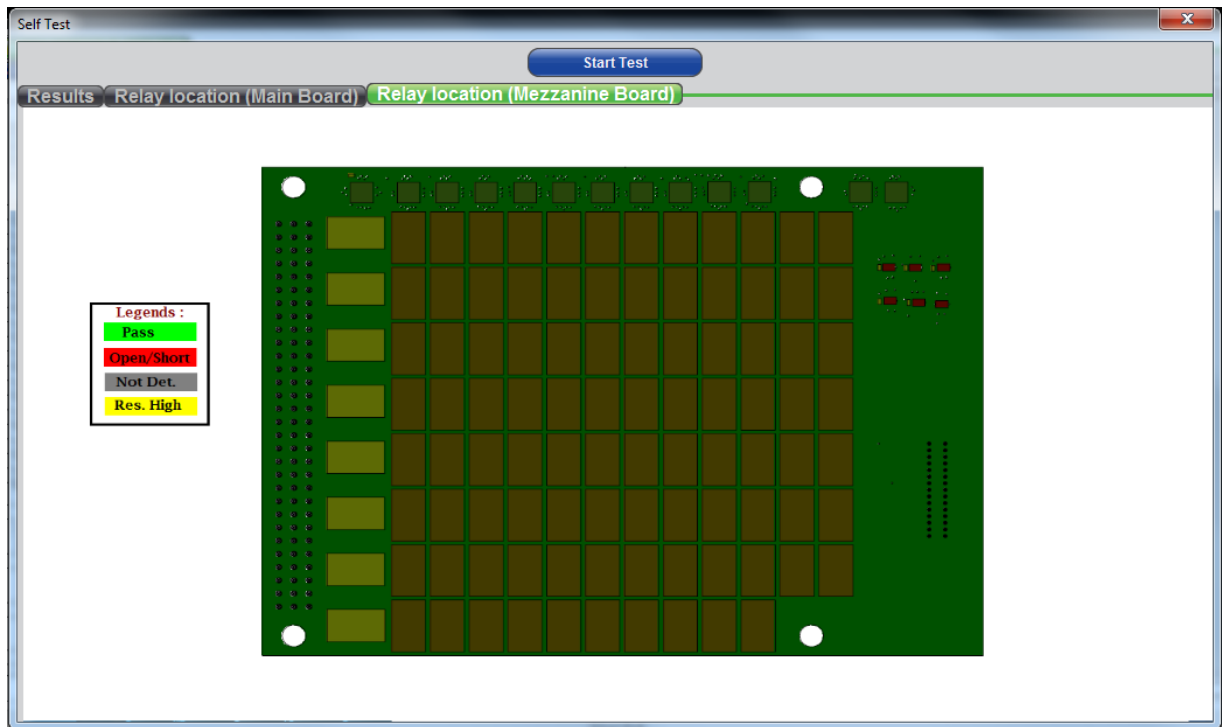 Self Test
Start Test
Results Relay location (Main Board) Relay location (Mezzanine Board)
Legends :
Pass
Open/Short
Not Det.
Res. High